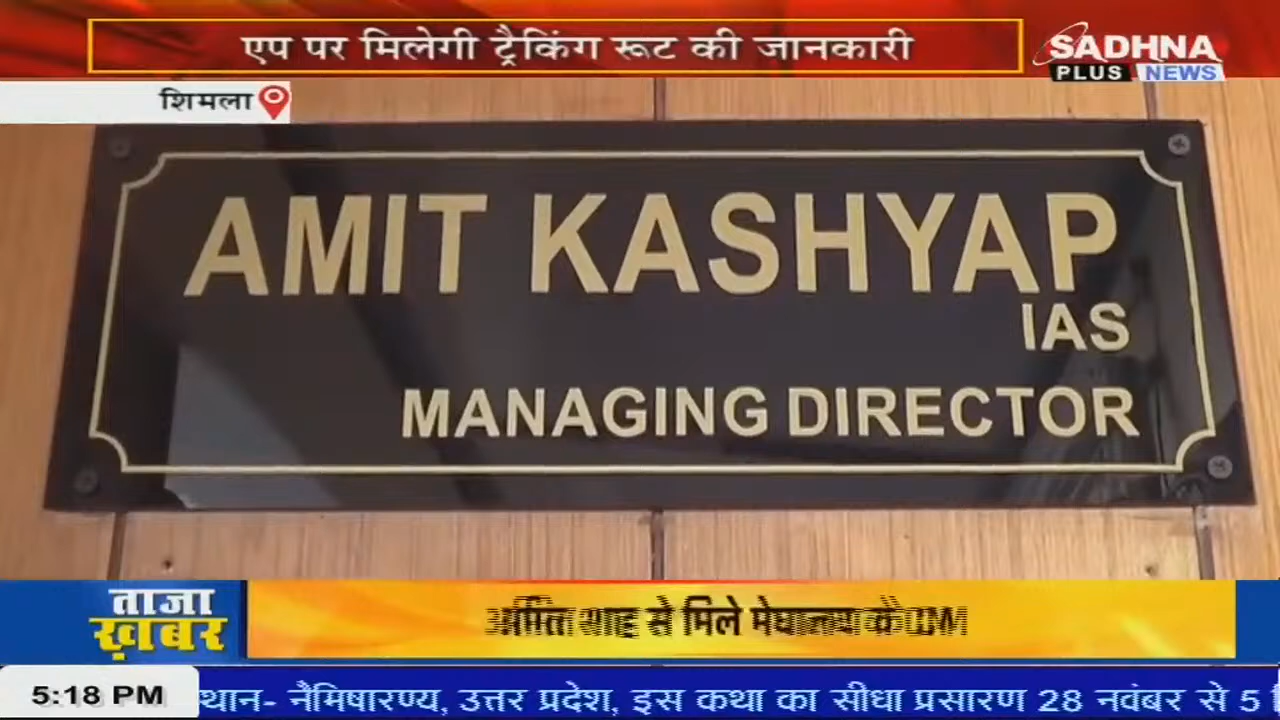 एप पर मिलेगी ट्रैकिंग रूट की जानकारी
SADHNA
PLUS NEWS
शिमला
AMIT KASHYAP
IAS
MANAGING DIRECTOR
ताजा
ख़बर
अमित शाह से मिले मेघालय के CM
5:18 PM
स्थान- नैमिषारण्य, उत्तर प्रदेश, इस कथा का सीधा प्रसारण 28 नवंबर से 5